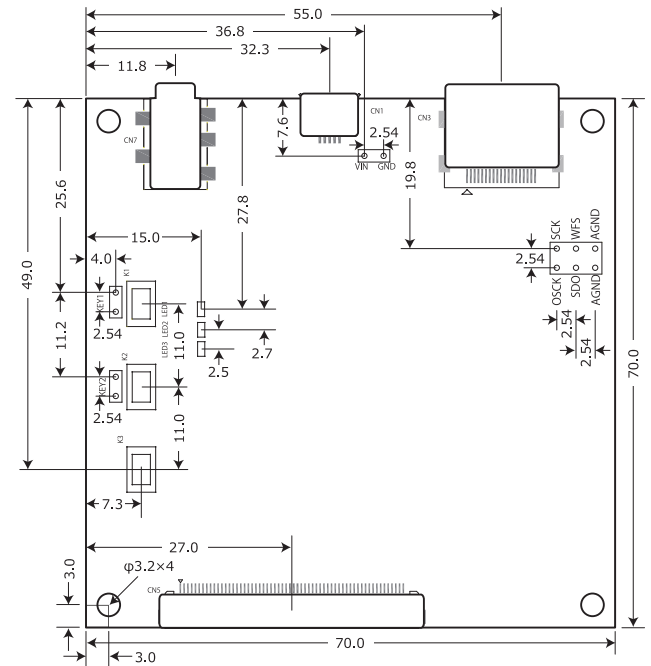 55.0
36.8
32.3
11.8
CN7
CN1
CN3
7.6
2.54
VIN GND
25.6
49.0
27.8
19.8
15.0
4.0
SCK
WFS
AGND
2.54
OSCK
SDO
AGND
2.54
2.54
K1
KEY1
LED1
LED2
LED3
2.54
11.2
11.0
2.7
2.5
70.0
K2
KEY2
2.54
11.0
K3
7.3
27.0
φ3.2×4
CN5
3.0
70.0
3.0